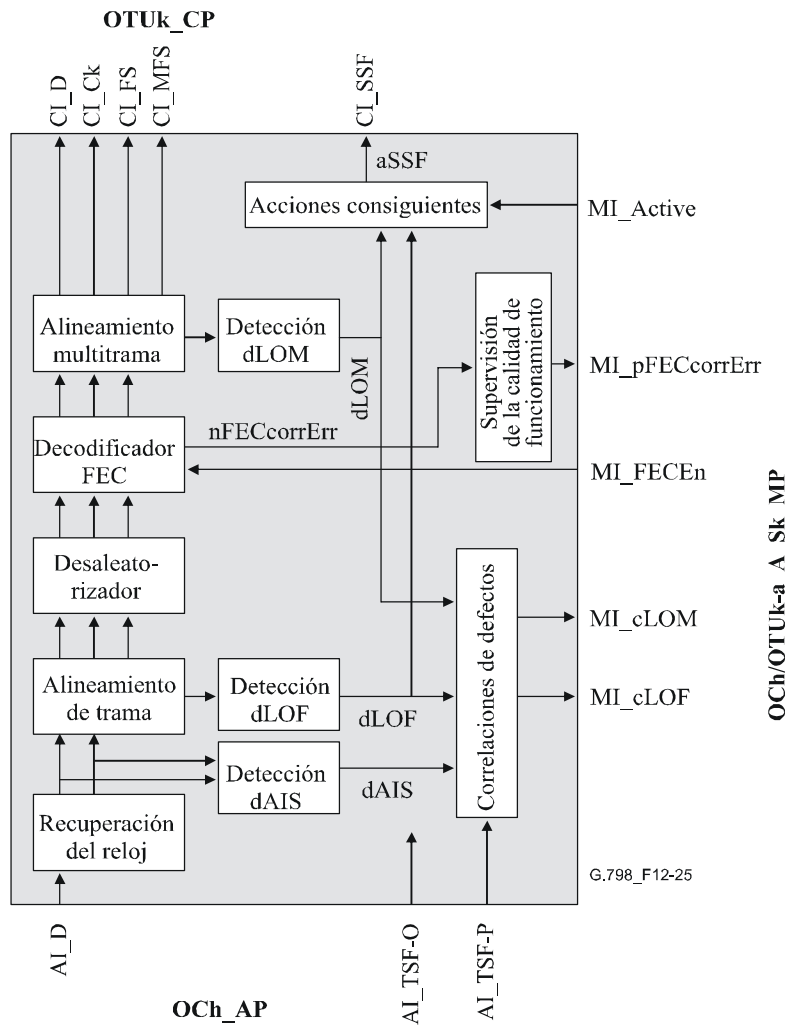 OTUk_CP
CI_D
CI_Ck
CI_FS
CI_MFS
CI_SSF
aSSF
Acciones consiguientes
MI_Active
Alineamiento
multitrama
Detección
dLOM
dLOM
Supervisión
de la calidad de
funcionamiento
MI_pFECcorrErr
nFECcorrErr
Decodificador
FEC
MI_FECEn
Desaleato-
rizador
Correlaciones de defectos
MI_cLOM
Alineamiento
de trama
Detección
dLOF
dLOF
MI_cLOF
OCh/OTUk-a_A_Sk_MP
Detección
dAIS
dAIS
Recuperación
del reloj
G.798_F12-25
AI_D
AI_TSF-O
AI_TSF-P
OCh_AP